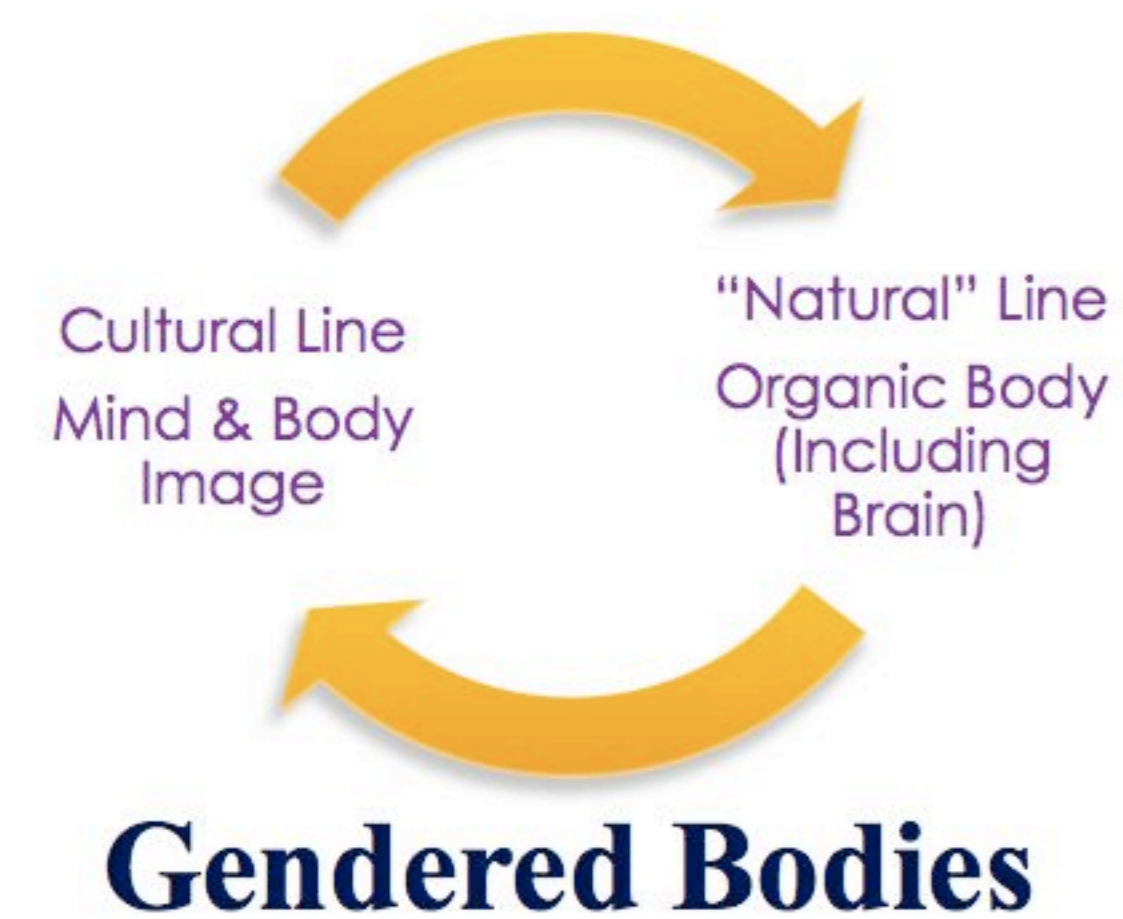 Cultural Line
Mind & Body
Image
“Natural” Line
Organic Body
(Including
Brain)
Gendered Bodies